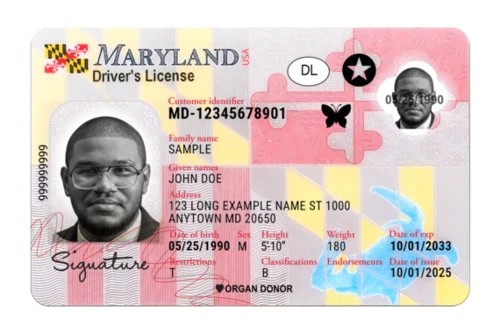 MARYLAND USA
Driver's License
DL
05/25/1990
Customer identifier
MD-12345678901
Family name
SAMPLE
Given names
JOHN DOE
Address
123 LONG EXAMPLE NAME ST 1000
ANYTOWN MD 20650
Date of birth Sex Height Weight Date of exp
05/25/1990 M 5'-10" 180 10/01/2033
Restrictions Classifications Endorsements Date of issue
T B 10/01/2025
ORGAN DONOR
Signature
9999999999